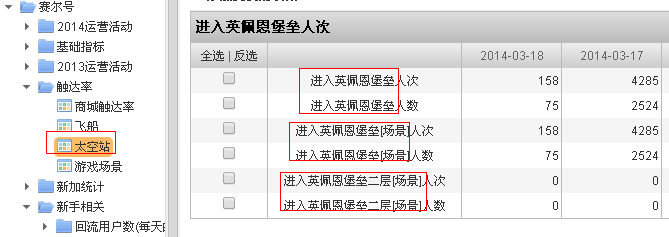 赛尔号
2014运营活动
基础指标
2013运营活动
触达率
商城触达率
飞船
太空站
游戏场景
新加统计
新手相关
回流用户数(每天
进入英佩恩堡垒人次
全选 | 反选 2014-03-18 2014-03-17
进入英佩恩堡垒人次 158 4285
进入英佩恩堡垒人数 75 2524
进入英佩恩堡垒[场景]人次 158 4285
进入英佩恩堡垒[场景]人数 75 2524
进入英佩恩堡垒二层[场景]人次 0 0
进入英佩恩堡垒二层[场景]人数 0 0